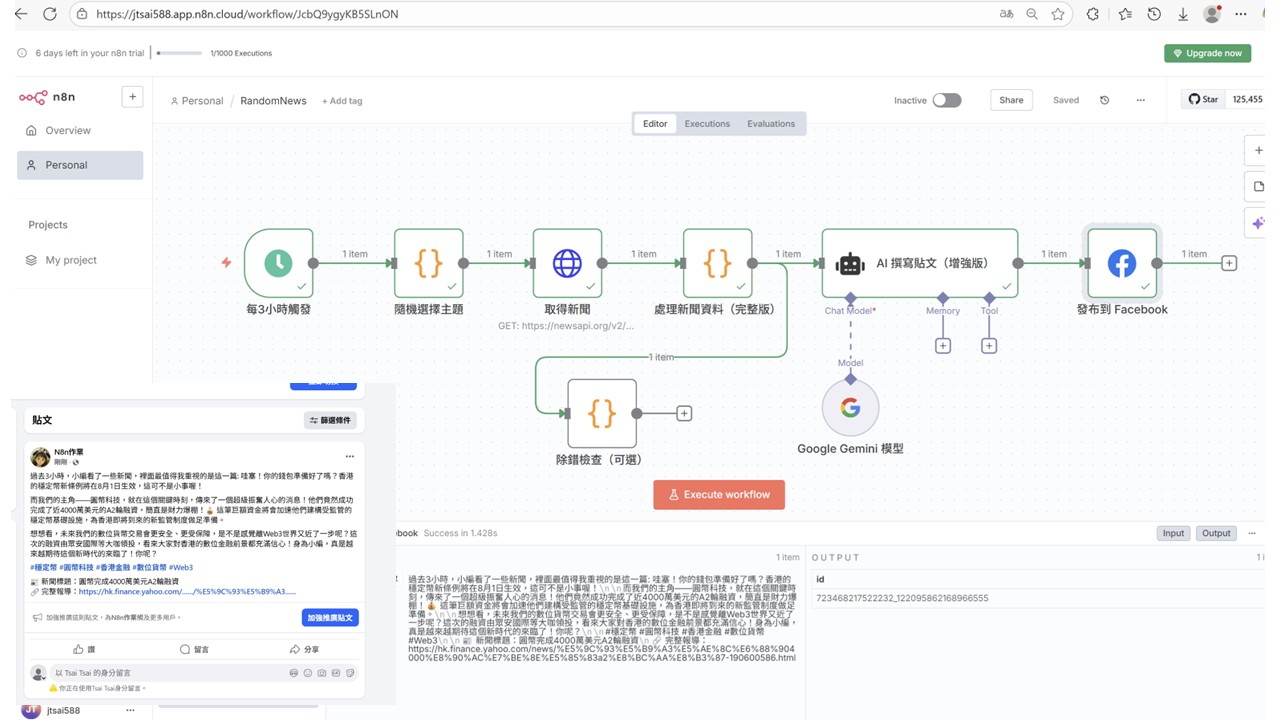 https://jtsai588.app.n8n.cloud/workflow/JcbQ9ygyKB5SLnON
6 days left in your n8n trial
1/1000 Executions
Upgrade now
n8n
Personal / RandomNews + Add tag
Inactive
Share
Saved
Star
125,455
Editor
Executions
Evaluations
Overview
Personal
Projects
My project
1 item
1 item
1 item
1 item
1 item
1 item
AI 撰寫貼文（增強版）
每3小時觸發
隨機選擇主題
取得新聞
GET: https://newsapi.org/v2/...
處理新聞資料（完整版）
Chat Model*
Memory
Tool
發布到 Facebook
1 item
Model
除錯檢查（可選）
Google Gemini 模型
Execute workflow
貼文
篩選條件
N8n作業
剛剛
過去3小時，小編看了一些新聞，裡面最值得我重視的是這一篇: 哇塞！你的錢包準備好了嗎？香港
的穩定幣新條例將在8月1日生效，這可不是小事喔！
而我們的主角——圓幣科技，就在這個關鍵時刻，傳來了一個超級振奮人心的消息！他們竟然成功
完成了近4000萬美元的A2輪融資，簡直是財力爆棚！💰 這筆巨額資金將會加速他們建構受監管的
穩定幣基礎設施，為香港即將到來的新監管制度做足準備。
想想看，未來我們的數位貨幣交易會更安全、更受保障，是不是感覺離Web3世界又近了一步呢？這
次的融資由眾安國際等大咖領投，看來大家對香港的數位金融前景都充滿信心！身為小編，真是越
來越期待這個新時代的來臨了！你呢？
#穩定幣 #圓幣科技 #香港金融 #數位貨幣 #Web3
📰 新聞標題：圓幣完成4000萬美元A2輪融資
🔗 完整報導：https://hk.finance.yahoo.com/....../%E5%9C%93%E5%B9%A3......
加強推廣這則貼文，為N8n作業觸及更多用戶。
加強推廣貼文
讚
留言
分享
以 Tsai Tsai 的身分留言
你正在使用Tsai Tsai身分留言。
JT
jtsai588
book Success in 1.428s
Input
Output
1 item
過去3小時，小編看了一些新聞，裡面最值得我重視的是這一篇: 哇塞！你的錢包準備好了嗎？香港的
穩定幣新條例將在8月1日生效，這可不是小事喔！\n\n而我們的主角——圓幣科技，就在這個關鍵時
刻，傳來了一個超級振奮人心的消息！他們竟然成功完成了近4000萬美元的A2輪融資，簡直是財力爆
棚！💰 這筆巨額資金將會加速他們建構受監管的穩定幣基礎設施，為香港即將到來的新監管制度做足
準備。\n\n想想看，未來我們的數位貨幣交易會更安全、更受保障，是不是感覺離Web3世界又近了
一步呢？這次的融資由眾安國際等大咖領投，看來大家對香港的數位金融前景都充滿信心！身為小編，
真是越來越期待這個新時代的來臨了！你呢？\n\n#穩定幣 #圓幣科技 #香港金融 #數位貨幣
#Web3\n\n📰 新聞標題：圓幣完成4000萬美元A2輪融資\n🔗 完整報導：
https://hk.finance.yahoo.com/news/%E5%9C%93%E5%B9%A3%E5%AE%8C%E6%88%904
000%E8%90%AC%E7%BE%8E%E5%85%83a2%E8%BC%AA%E8%B3%87-190600586.html
OUTPUT
id
723468217522232_122095862168966555